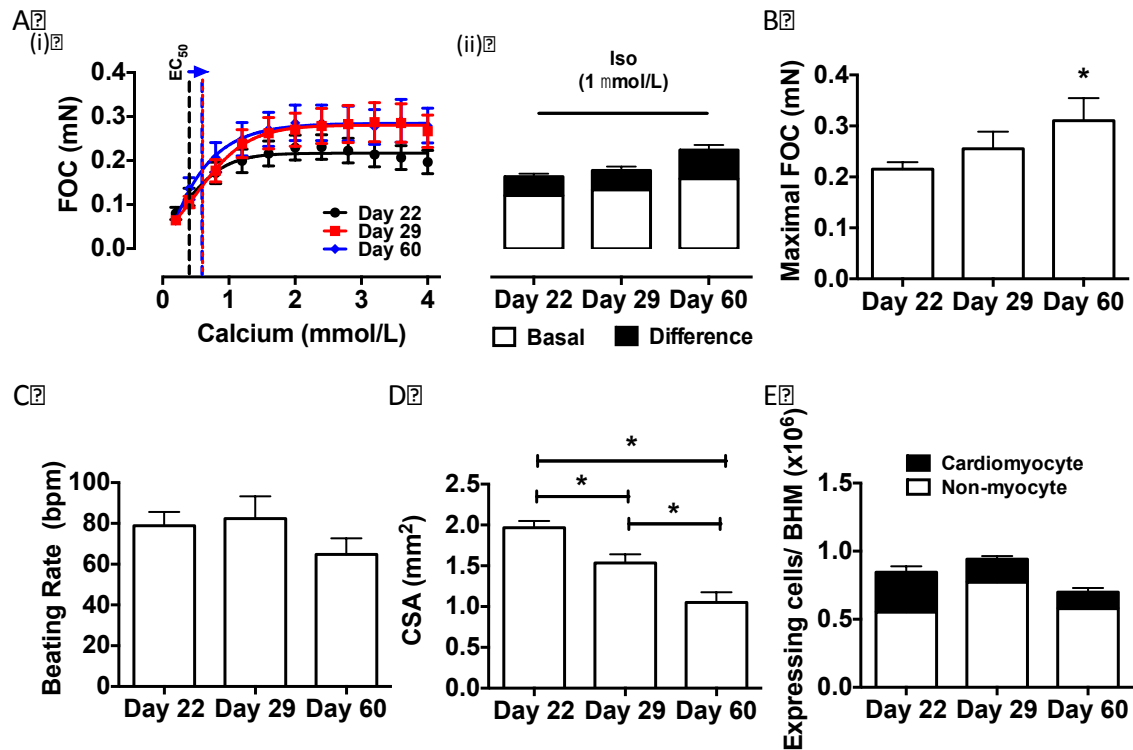 A⍰
(i)⍰
EC50
FOC (mN)
0.4
0.3
0.2
0.1
0.0
Day 22
Day 29
Day 60
0 1 2 3 4
Calcium (mmol/L)
(ii)⍰
Iso
(1 mmol/L)
Day 22 Day 29 Day 60
Basal Difference
B⍰
Maximal FOC (mN)
0.4
0.3
0.2
0.1
0.0
*
Day 22 Day 29 Day 60
C⍰
Beating Rate (bpm)
100
80
60
40
20
0
Day 22 Day 29 Day 60
D⍰
CSA (mm²)
2.5
2.0
1.5
1.0
0.5
0.0
*
* *
Day 22 Day 29 Day 60
E⍰
Expressing cells/ BHM (x10⁶)
1.5
1.0
0.5
0.0
Cardiomyocyte
Non-myocyte
Day 22 Day 29 Day 60